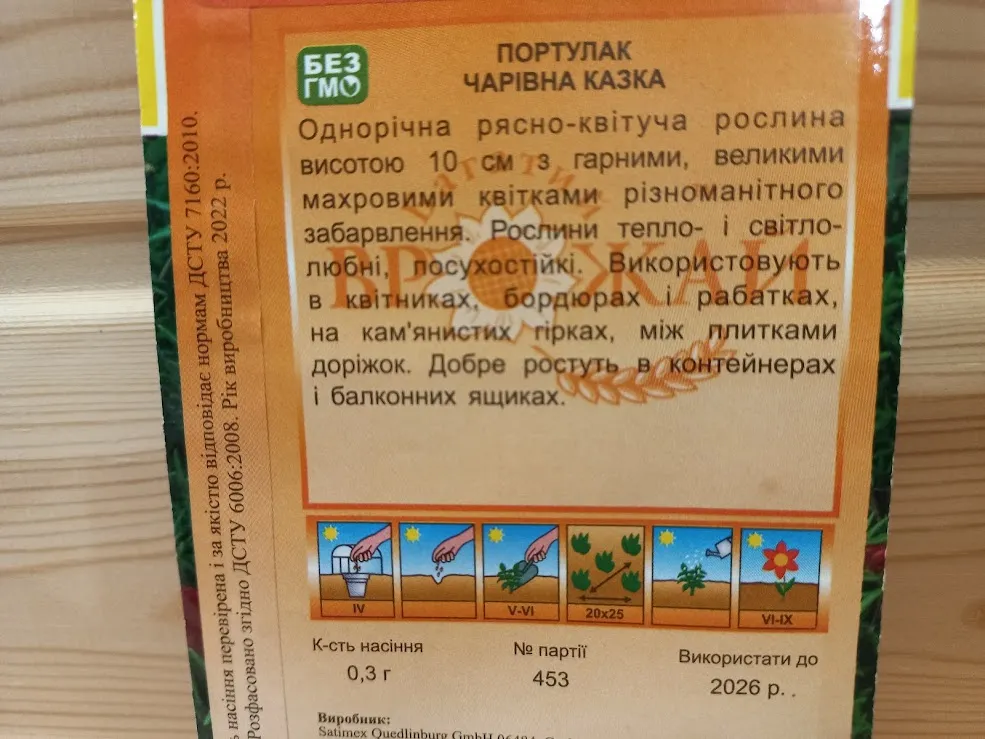 БЕЗ
ГМО
ПОРТУЛАК
ЧАРІВНА КАЗКА
Однорічна рясно-квітуча рослина
висотою 10 см з гарними, великими
махровими квітками різноманітного
забарвлення. Рослини тепло- і світло-
любні, посухостійкі. Використовують
в квітниках, бордюрах і рабатках,
на кам'янистих гірках, між плитками
доріжок. Добре ростуть в контейнерах
і балконних ящиках.
Багатий
ВРОЖАЙ
IV
V-VI
20x25
VI-IX
К-сть насіння
0,3 г
№ партії
453
Використати до
2026 р. .
Виробник:
Satimex Quedlinburg GmbH
насіння перевірена і за якістю відповідає нормам ДСТУ 7160:2010.
Розфасовано згідно ДСТУ 6006:2008. Рік виробництва 2022 р.